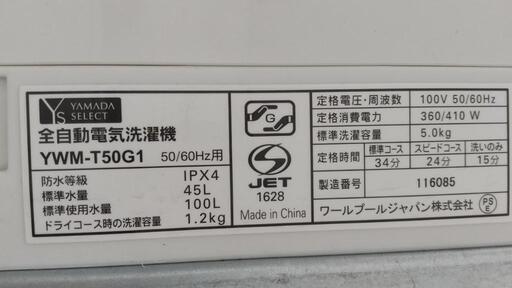 YS YAMADA SELECT
全自動電気洗濯機
YWM-T50G1 50/60Hz用
防水等級 IPX4
標準水量 45L
標準使用水量 100L
ドライコース時の洗濯容量 1.2kg
G
S
JET
1628
Made in China
定格電圧・周波数 100V 50/60Hz
定格消費電力 360/410 W
標準洗濯容量 5.0kg
定格時間 標準コース スピードコース 洗いのみ
34分 24分 15分
製造番号 116085
ワールプールジャパン株式会社 PSE